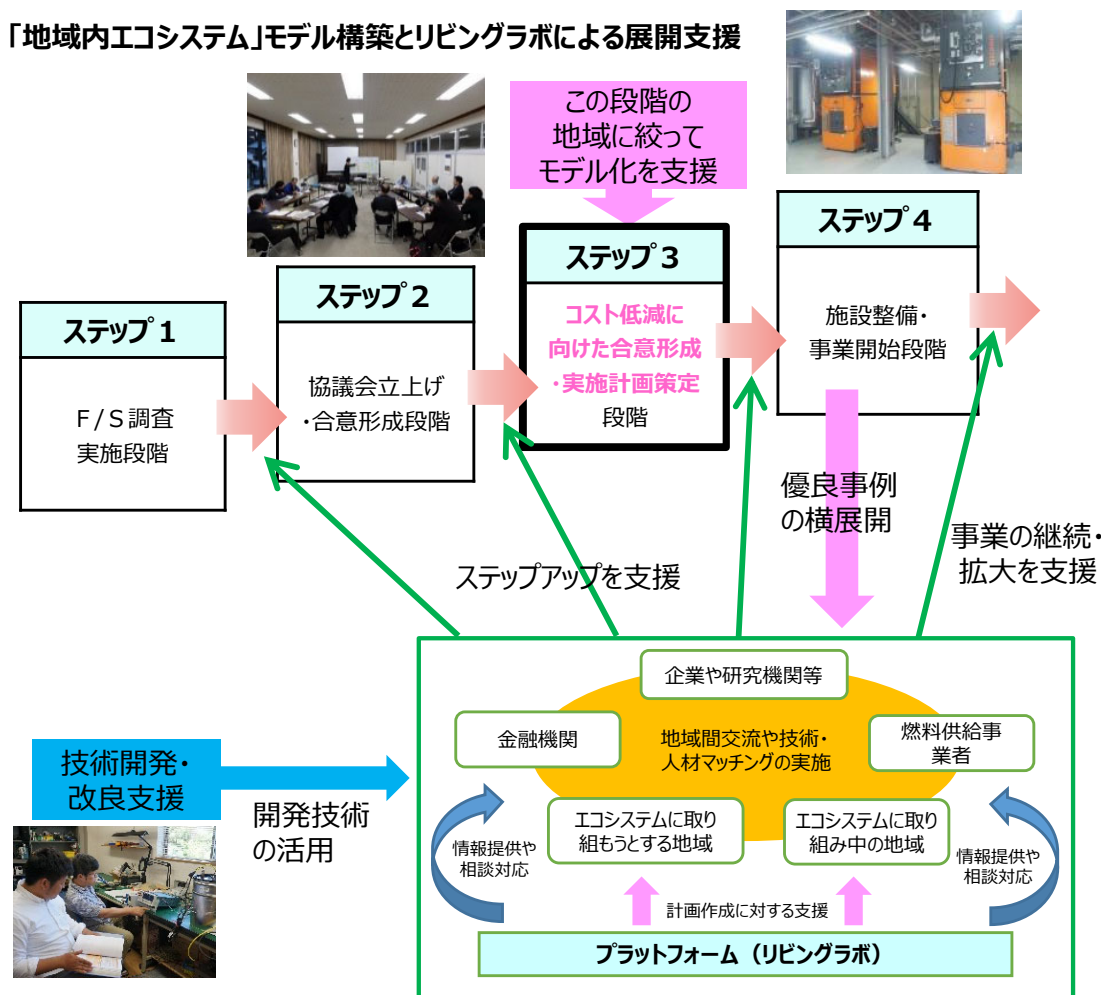 「地域内エコシステム」モデル構築とリビングラボによる展開支援
この段階の
地域に絞って
モデル化を支援
ステップ１
Ｆ/Ｓ調査
実施段階
ステップ２
協議会立上げ
・合意形成段階
ステップ３
コスト低減に
向けた合意形成
・実施計画策定
段階
ステップ４
施設整備・
事業開始段階
優良事例
の横展開
事業の継続・
拡大を支援
ステップアップを支援
技術開発・
改良支援
開発技術
の活用
企業や研究機関等
金融機関
地域間交流や技術・
人材マッチングの実施
燃料供給事
業者
エコシステムに取り
組もうとする地域
エコシステムに取り
組み中の地域
情報提供や
相談対応
情報提供や
相談対応
計画作成に対する支援
プラットフォーム（リビングラボ）